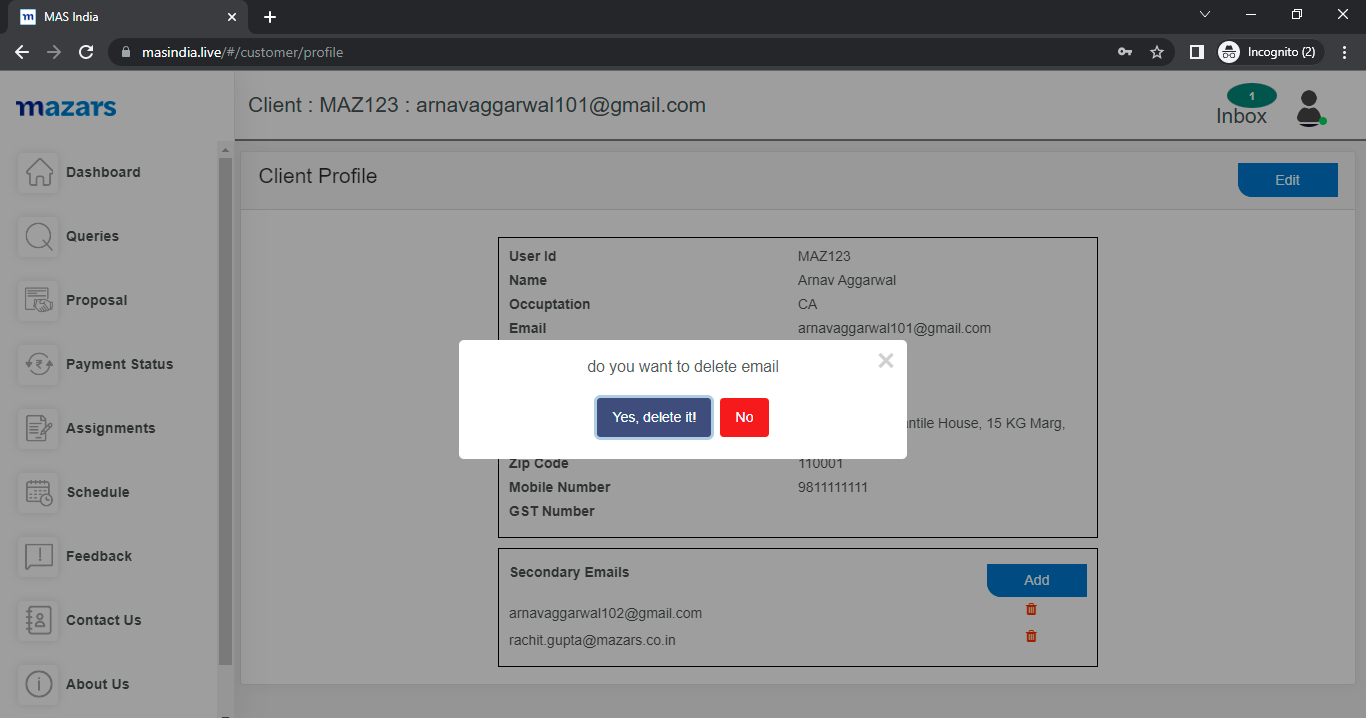 MAS India
masindia.live/#/customer/profile
Incognito (2)
mazars
Client : MAZ123 : arnavaggarwal101@gmail.com
1
Inbox
Dashboard
Queries
Proposal
Payment Status
Assignments
Schedule
Feedback
Contact Us
About Us
Client Profile
Edit
User Id MAZ123
Name Arnav Aggarwal
Occuptation CA
Email arnavaggarwal101@gmail.com
do you want to delete email
Yes, delete it! No
ntile House, 15 KG Marg,
Zip Code 110001
Mobile Number 9811111111
GST Number
Secondary Emails
Add
arnavaggarwal102@gmail.com
rachit.gupta@mazars.co.in